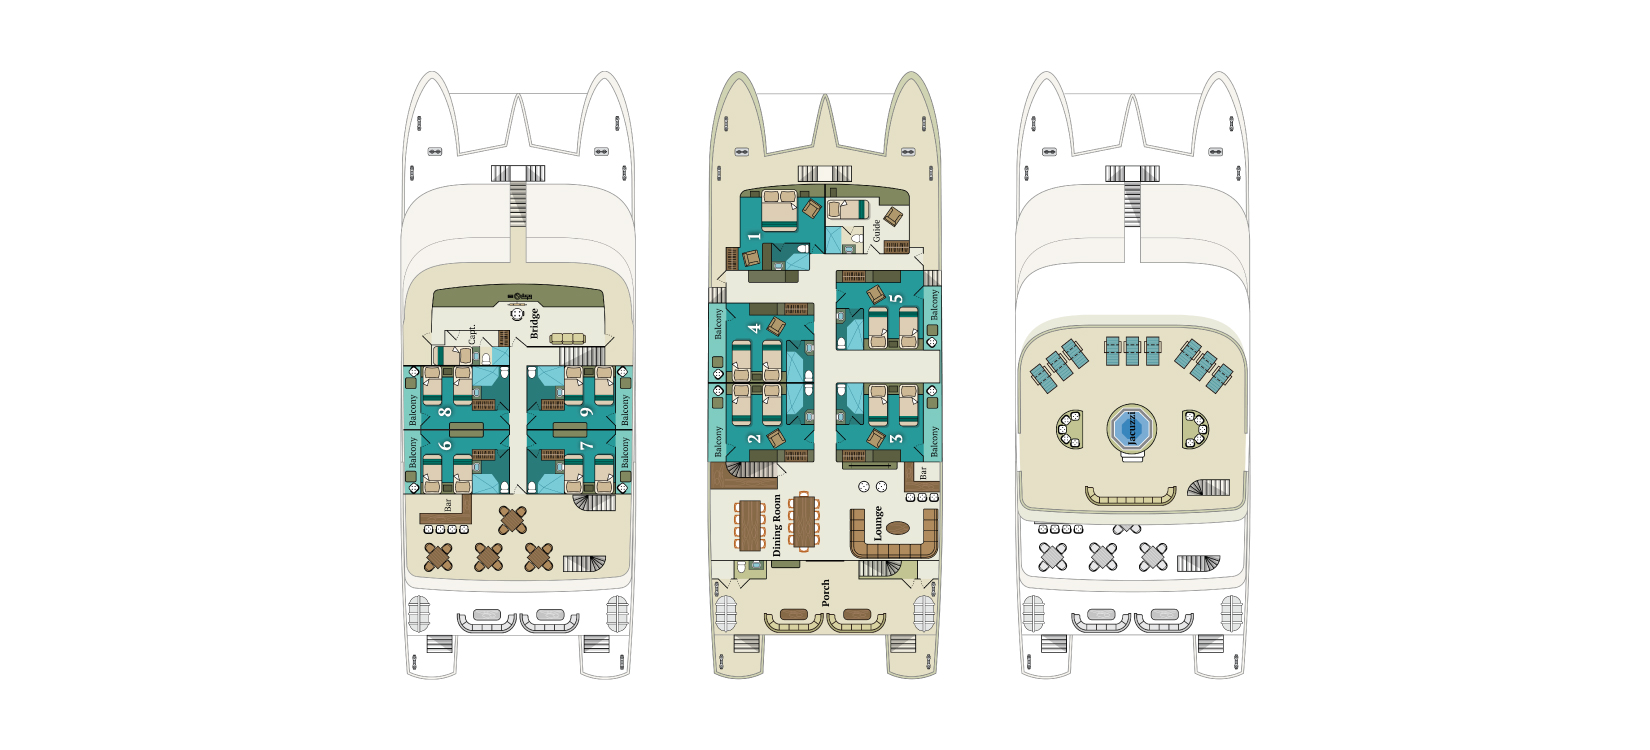 Bridge
Capt.
Balcony
8
9
Balcony
Balcony
6
7
Balcony
Bar
1
Guide
Balcony
4
5
Balcony
Balcony
2
3
Balcony
Bar
Dining Room
Lounge
Porch
Jacuzzi